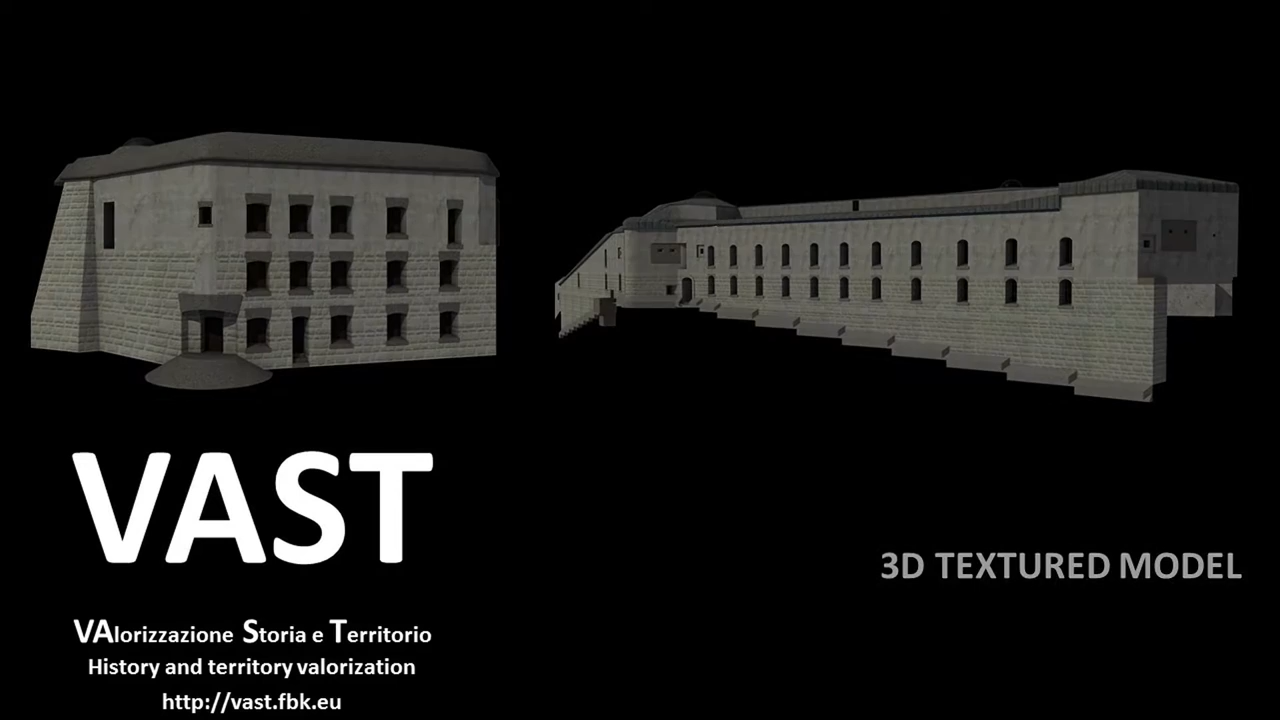 VAST
3D TEXTURED MODEL
VAlorizzazione Storia e Territorio
History and territory valorization
http://vast.fbk.eu